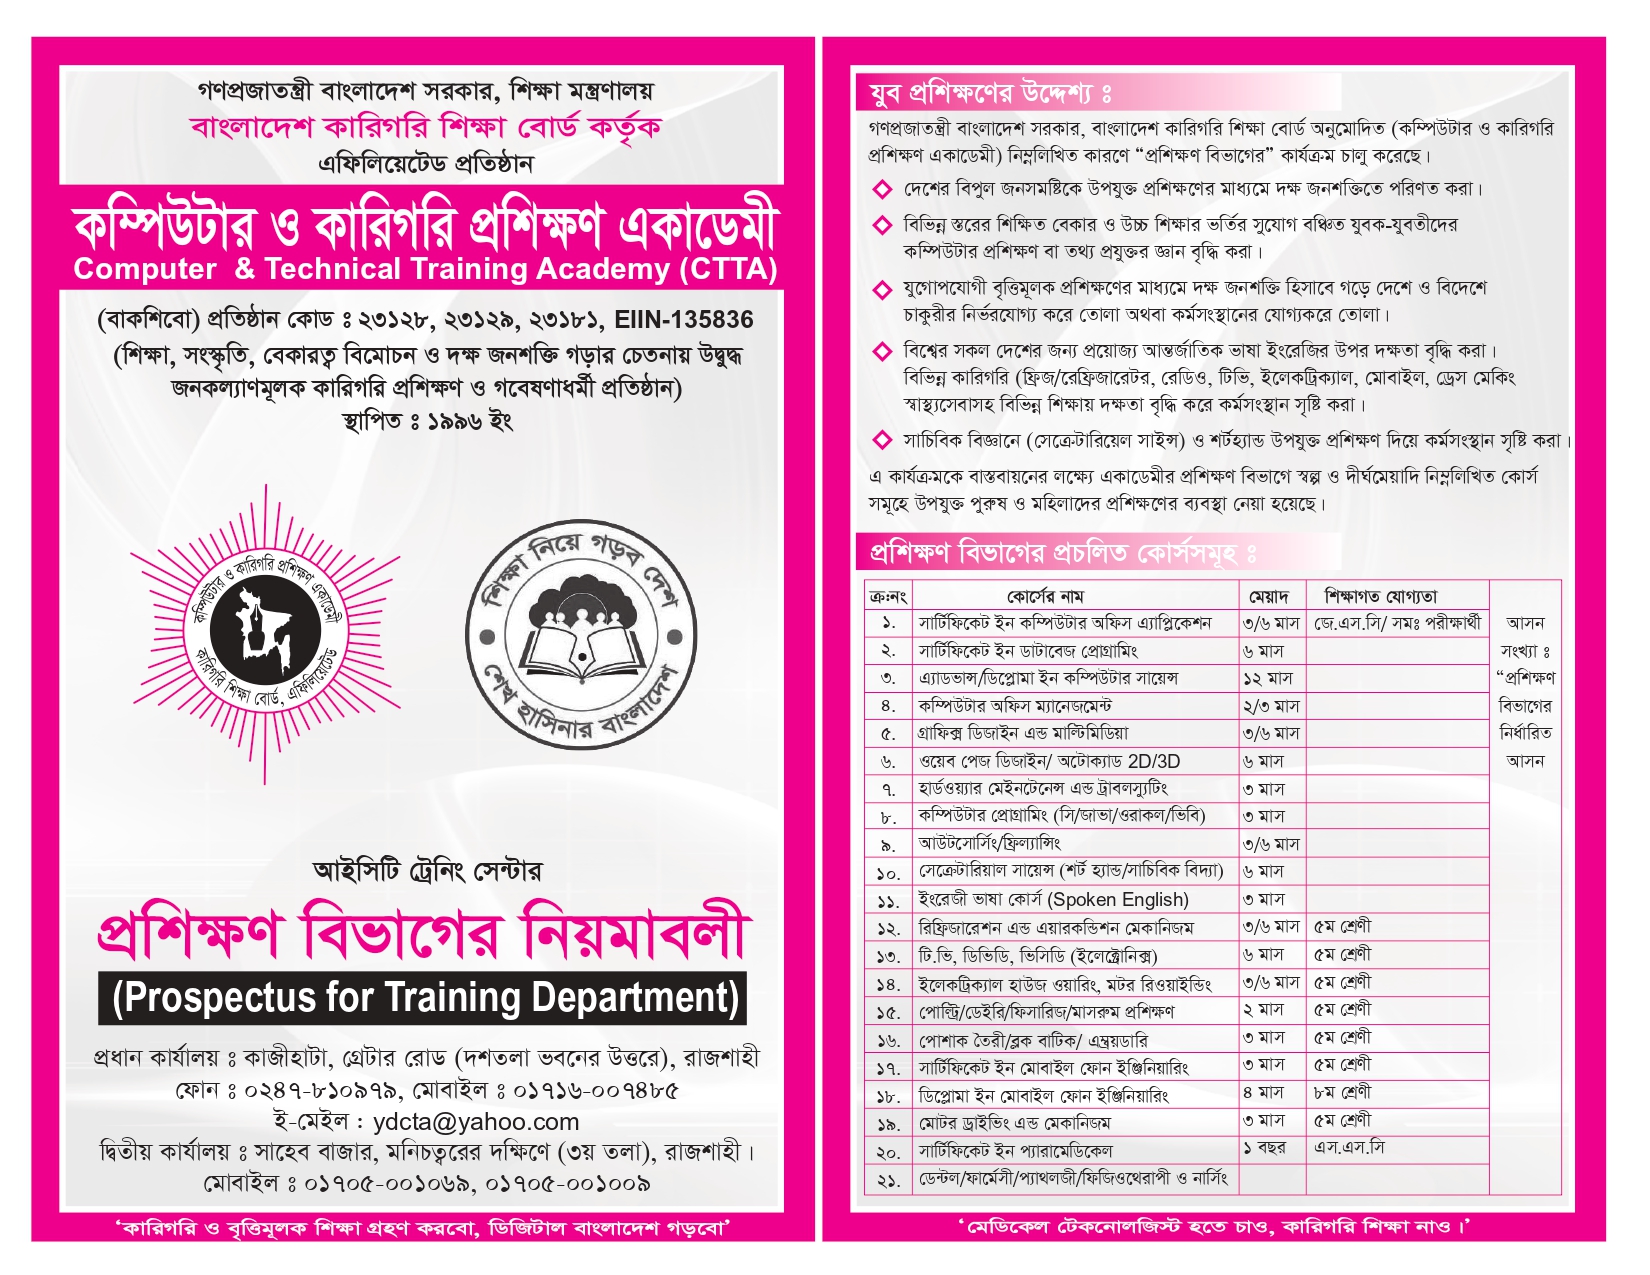 গণপ্রজাতন্ত্রী বাংলাদেশ সরকার, শিক্ষা মন্ত্রণালয়
বাংলাদেশ কারিগরি শিক্ষা বোর্ড কর্তৃক
এফিলিয়েটেড প্রতিষ্ঠান
কম্পিউটার ও কারিগরি প্রশিক্ষণ একাডেমী
Computer & Technical Training Academy (CTTA)
(বাকশিবো) প্রতিষ্ঠান কোড ঃ ২৩১২৮, ২৩১২৯, ২৩১৮১, EIIN-135836
(শিক্ষা, সংস্কৃতি, বেকারত্ব বিমোচন ও দক্ষ জনশক্তি গড়ার চেতনায় উদ্বুদ্ধ
জনকল্যাণমূলক কারিগরি প্রশিক্ষণ ও গবেষণাধর্মী প্রতিষ্ঠান)
স্থাপিত ঃ ১৯৯৬ ইং
কম্পিউটার ও কারিগরি প্রশিক্ষণ একাডেমী
কারিগরি শিক্ষা বোর্ড, এফিলিয়েটেড
শিক্ষা নিয়ে গড়ব দেশ
শেখ হাসিনার বাংলাদেশ
আইসিটি ট্রেনিং সেন্টার
প্রশিক্ষণ বিভাগের নিয়মাবলী
(Prospectus for Training Department)
প্রধান কার্যালয় ঃ কাজীহাটা, গ্রেটার রোড (দশতলা ভবনের উত্তরে), রাজশাহী
ফোন ঃ ০২৪৭-৮১০৯৭৯, মোবাইল ঃ ০১৭১৬-০০৭৪৮৫
ই-মেইল : ydcta@yahoo.com
দ্বিতীয় কার্যালয় ঃ সাহেব বাজার, মনিচত্বরের দক্ষিণে (৩য় তলা), রাজশাহী।
মোবাইল ঃ ০১৭০৫-০০১০৬৯, ০১৭০৫-০০১০০৯
‘কারিগরি ও বৃত্তিমূলক শিক্ষা গ্রহণ করবো, ডিজিটাল বাংলাদেশ গড়বো’
যুব প্রশিক্ষণের উদ্দেশ্য ঃ
গণপ্রজাতন্ত্রী বাংলাদেশ সরকার, বাংলাদেশ কারিগরি শিক্ষা বোর্ড অনুমোদিত (কম্পিউটার ও কারিগরি
প্রশিক্ষণ একাডেমী) নিম্নলিখিত কারণে “প্রশিক্ষণ বিভাগের” কার্যক্রম চালু করেছে।
দেশের বিপুল জনসমষ্টিকে উপযুক্ত প্রশিক্ষণের মাধ্যমে দক্ষ জনশক্তিতে পরিণত করা।
বিভিন্ন স্তরের শিক্ষিত বেকার ও উচ্চ শিক্ষার ভর্তির সুযোগ বঞ্চিত যুবক-যুবতীদের
কম্পিউটার প্রশিক্ষণ বা তথ্য প্রযুক্তর জ্ঞান বৃদ্ধি করা।
যুগোপযোগী বৃত্তিমূলক প্রশিক্ষণের মাধ্যমে দক্ষ জনশক্তি হিসাবে গড়ে দেশে ও বিদেশে
চাকুরীর নির্ভরযোগ্য করে তোলা অথবা কর্মসংস্থানের যোগ্যকরে তোলা।
বিশ্বের সকল দেশের জন্য প্রযোজ্য আন্তর্জাতিক ভাষা ইংরেজির উপর দক্ষতা বৃদ্ধি করা।
বিভিন্ন কারিগরি (ফ্রিজ/রেফ্রিজারেটর, রেডিও, টিভি, ইলেকট্রিক্যাল, মোবাইল, ড্রেস মেকিং
স্বাস্থ্যসেবাসহ বিভিন্ন শিক্ষায় দক্ষতা বৃদ্ধি করে কর্মসংস্থান সৃষ্টি করা।
সাচিবিক বিজ্ঞানে (সেক্রেটারিয়েল সাইন্স) ও শর্টহ্যান্ড উপযুক্ত প্রশিক্ষণ দিয়ে কর্মসংস্থান সৃষ্টি করা।
এ কার্যক্রমকে বাস্তবায়নের লক্ষ্যে একাডেমীর প্রশিক্ষণ বিভাগে স্বল্প ও দীর্ঘমেয়াদি নিম্নলিখিত কোর্স
সমূহে উপযুক্ত পুরুষ ও মহিলাদের প্রশিক্ষণের ব্যবস্থা নেয়া হয়েছে।
প্রশিক্ষণ বিভাগের প্রচলিত কোর্সসমূহ ঃ
ক্র:নং কোর্সের নাম মেয়াদ শিক্ষাগত যোগ্যতা
১. সার্টিফিকেট ইন কম্পিউটার অফিস এ্যাপ্লিকেশন ৩/৬ মাস জে.এস.সি/ সমঃ পরীক্ষার্থী আসন
২. সার্টিফিকেট ইন ডাটাবেজ প্রোগ্রামিং ৬ মাস সংখ্যা ঃ
৩. এ্যাডভান্স/ডিপ্লোমা ইন কম্পিউটার সায়েন্স ১২ মাস “প্রশিক্ষণ
৪. কম্পিউটার অফিস ম্যানেজমেন্ট ২/৩ মাস বিভাগের
৫. গ্রাফিক্স ডিজাইন এন্ড মাল্টিমিডিয়া ৩/৬ মাস নির্ধারিত
৬. ওয়েব পেজ ডিজাইন/ অটোক্যাড 2D/3D ৬ মাস আসন
৭. হার্ডওয়্যার মেইনটেনেন্স এন্ড ট্রাবলস্যুটিং ৩ মাস
৮. কম্পিউটার প্রোগ্রামিং (সি/জাভা/ওরাকল/ভিবি) ৩ মাস
৯. আউটসোর্সিং/ফ্রিল্যান্সিং ৩/৬ মাস
১০. সেক্রেটারিয়াল সায়েন্স (শর্ট হ্যান্ড/সাচিবিক বিদ্যা) ৬ মাস
১১. ইংরেজী ভাষা কোর্স (Spoken English) ৩ মাস
১২. রিফ্রিজারেশন এন্ড এয়ারকন্ডিশন মেকানিজম ৩/৬ মাস ৫ম শ্রেণী
১৩. টি.ভি, ডিভিডি, ভিসিডি (ইলেক্ট্রোনিক্স) ৬ মাস ৫ম শ্রেণী
১৪. ইলেকট্রিক্যাল হাউজ ওয়ারিং, মটর রিওয়াইন্ডিং ৩/৬ মাস ৫ম শ্রেণী
১৫. পোল্ট্রি/ডেইরি/ফিসারিজ/মাসরুম প্রশিক্ষণ ২ মাস ৫ম শ্রেণী
১৬. পোশাক তৈরী/ব্লক বাটিক/ এম্ব্রয়ডারি ৩ মাস ৫ম শ্রেণী
১৭. সার্টিফিকেট ইন মোবাইল ফোন ইঞ্জিনিয়ারিং ৩ মাস ৫ম শ্রেণী
১৮. ডিপ্লোমা ইন মোবাইল ফোন ইঞ্জিনিয়ারিং ৪ মাস ৮ম শ্রেণী
১৯. মোটর ড্রাইভিং এন্ড মেকানিজম ৩ মাস ৫ম শ্রেণী
২০. সার্টিফিকেট ইন প্যারামেডিকেল ১ বছর এস.এস.সি
২১. ডেন্টল/ফার্মেসী/প্যাথলজী/ফিজিওথেরাপী ও নার্সিং
‘মেডিকেল টেকনোলজিস্ট হতে চাও, কারিগরি শিক্ষা নাও।’